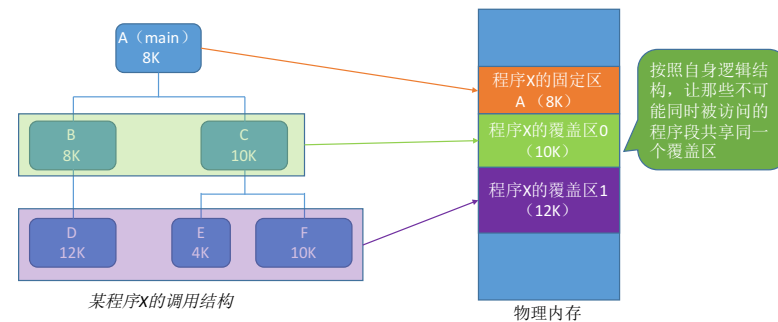 A（main）
8K
B
8K
C
10K
D
12K
E
4K
F
10K
某程序X的调用结构
程序X的固定区
A （8K）
程序X的覆盖区0
（10K）
程序X的覆盖区1
（12K）
物理内存
按照自身逻辑结
构，让那些不可
能同时被访问的
程序段共享同一
个覆盖区